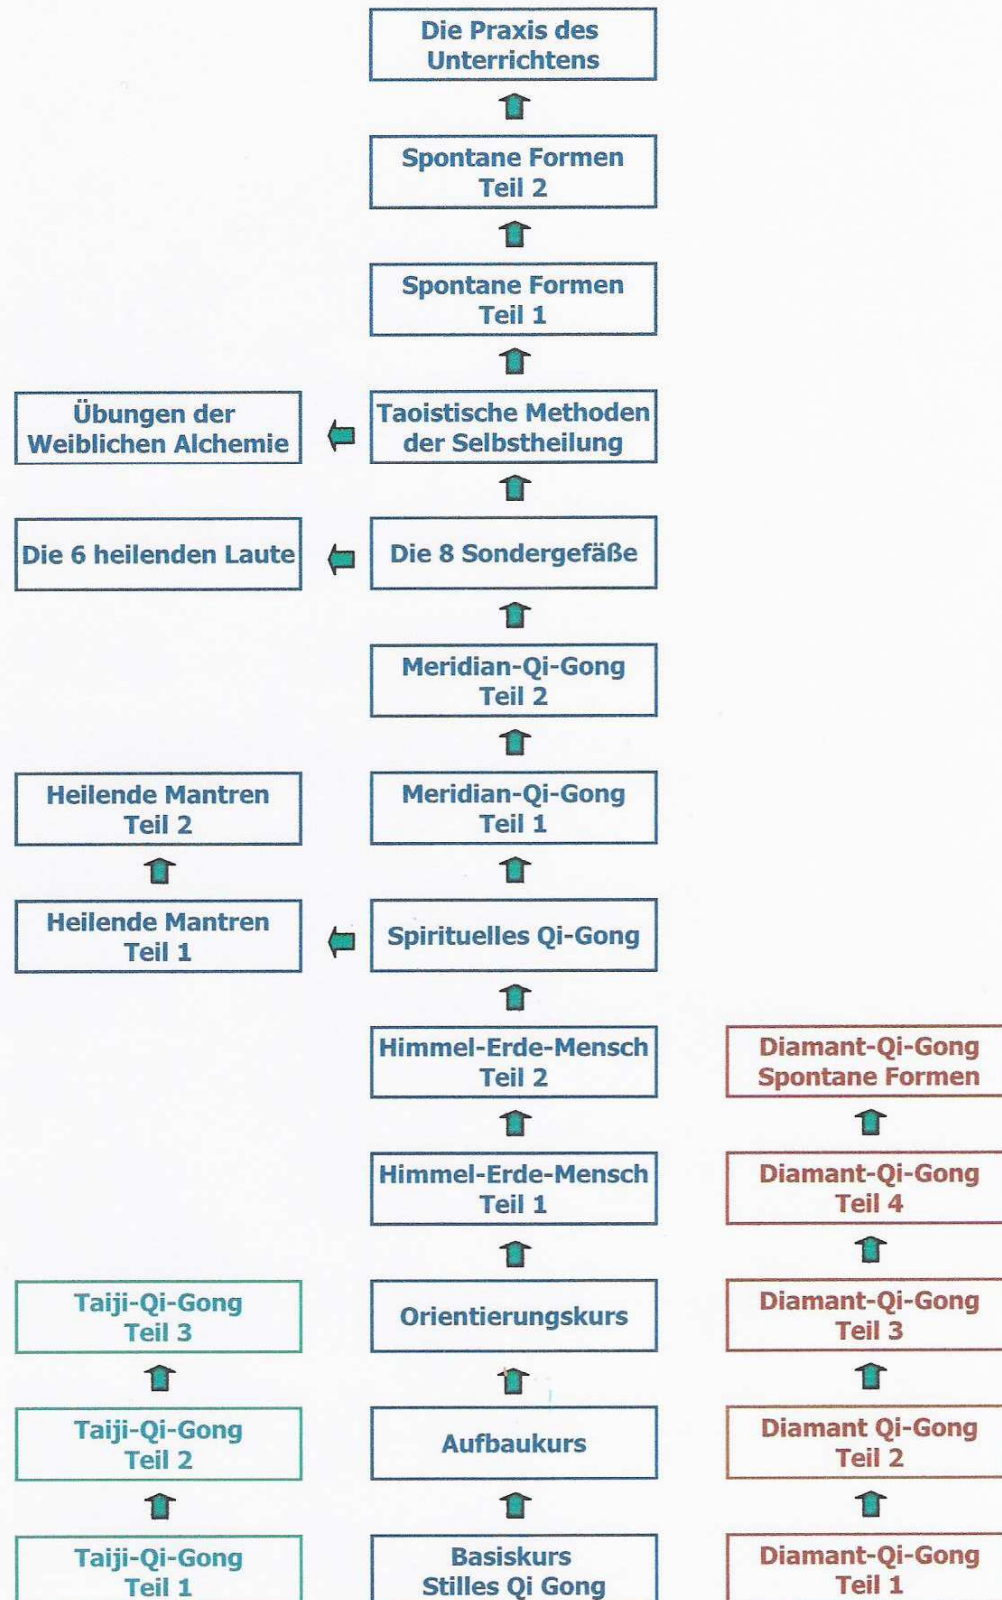 Die Praxis des
Unterrichtens
Spontane Formen
Teil 2
Spontane Formen
Teil 1
Übungen der
Weiblichen Alchemie
Taoistische Methoden
der Selbstheilung
Die 6 heilenden Laute
Die 8 Sondergefäße
Meridian-Qi-Gong
Teil 2
Heilende Mantren
Teil 2
Meridian-Qi-Gong
Teil 1
Heilende Mantren
Teil 1
Spirituelles Qi-Gong
Himmel-Erde-Mensch
Teil 2
Diamant-Qi-Gong
Spontane Formen
Himmel-Erde-Mensch
Teil 1
Diamant-Qi-Gong
Teil 4
Taiji-Qi-Gong
Teil 3
Orientierungskurs
Diamant-Qi-Gong
Teil 3
Taiji-Qi-Gong
Teil 2
Aufbaukurs
Diamant Qi-Gong
Teil 2
Taiji-Qi-Gong
Teil 1
Basiskurs
Stilles Qi Gong
Diamant-Qi-Gong
Teil 1